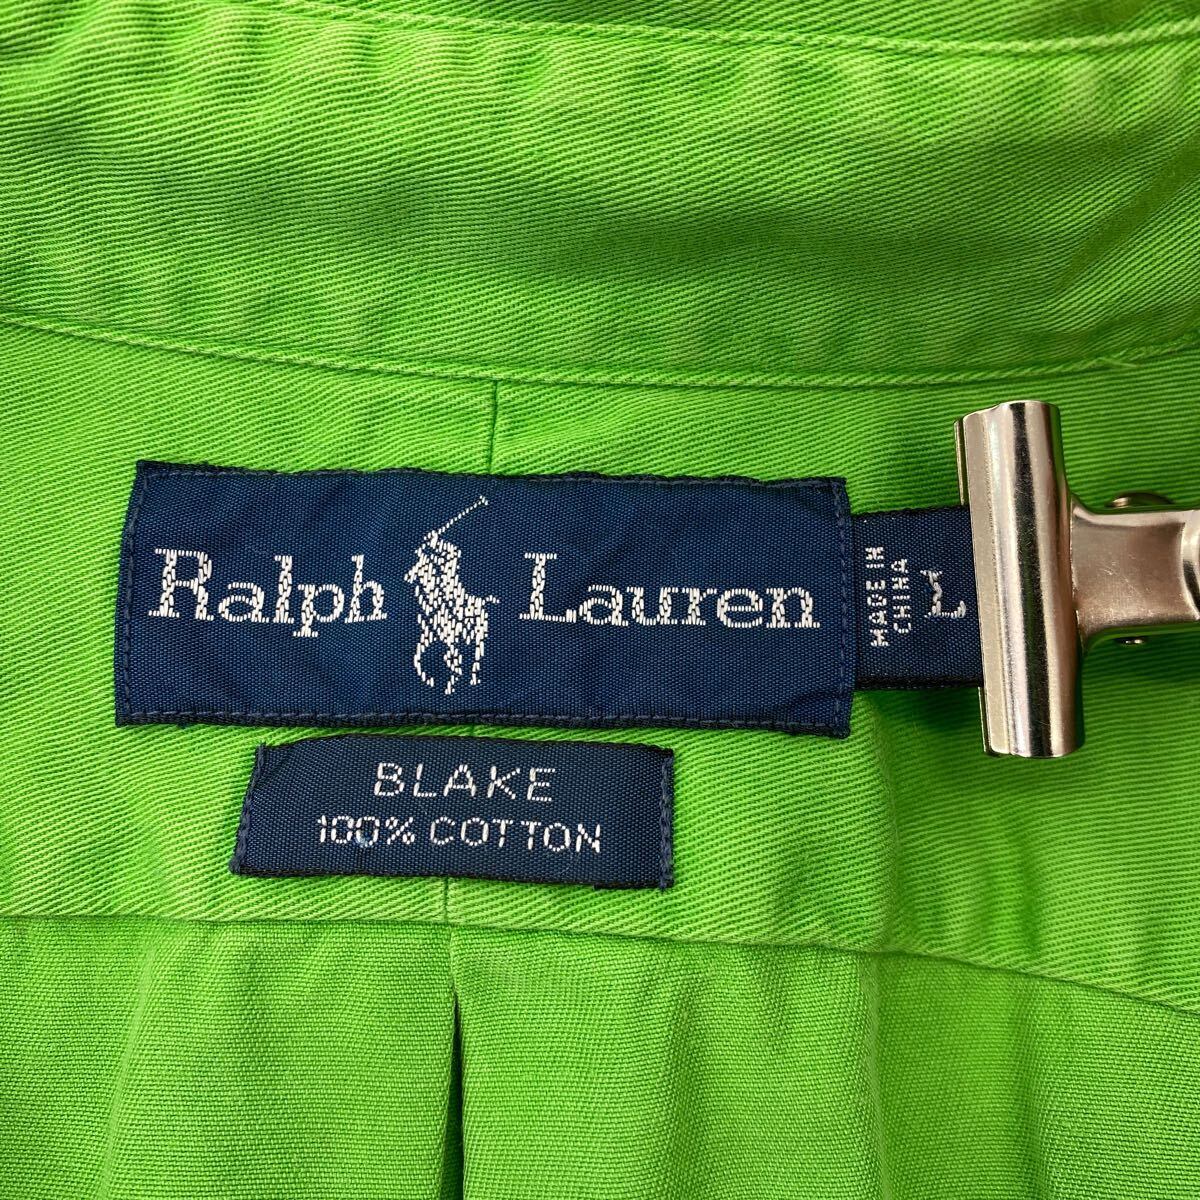 Ralph Lauren
MADE IN
CHINA
L
BLAKE
100% COTTON